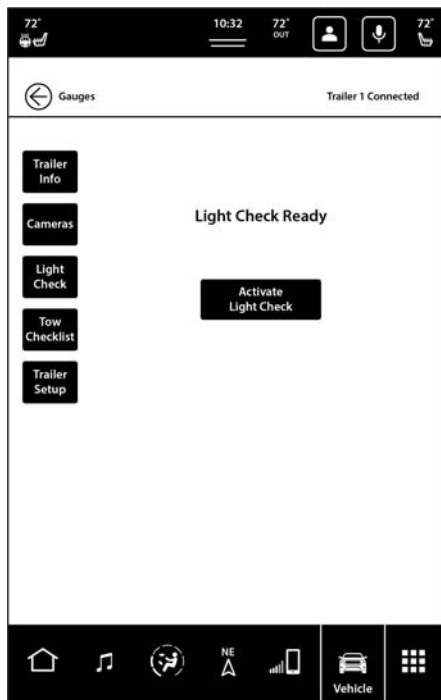 72°
10:32
72°
OUT
72°
Gauges
Trailer 1 Connected
Trailer
Info
Cameras
Light
Check
Tow
Checklist
Trailer
Setup
Light Check Ready
Activate
Light Check
NE
Vehicle